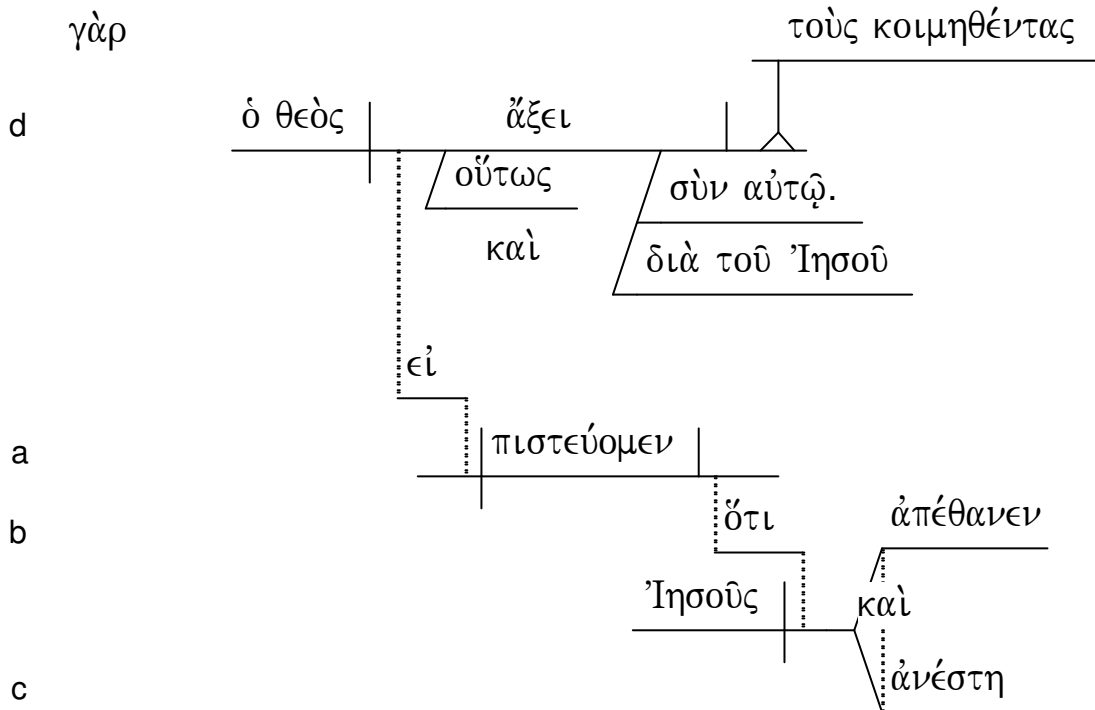 γὰρ
τοὺς κοιμηθέντας
d
ὁ θεὸς
ἄξει
οὕτως
καὶ
σὺν αὐτῷ.
διὰ τοῦ Ἰησοῦ
εἰ
a
πιστεύομεν
b
ὅτι
ἀπέθανεν
Ἰησοῦς
καὶ
c
ἀνέστη